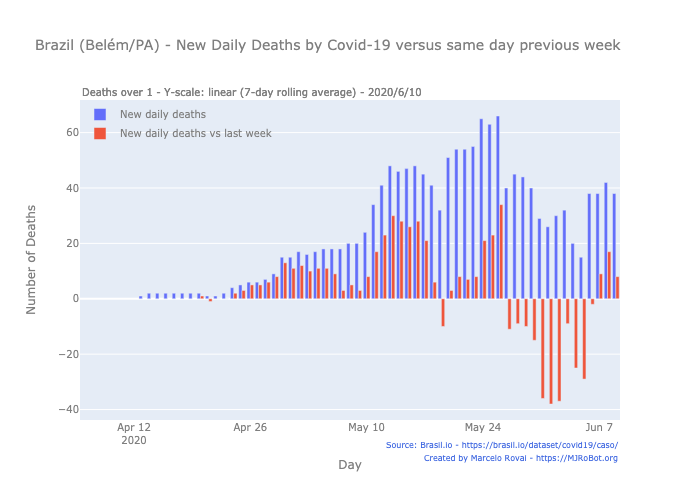 Brazil (Belém/PA) - New Daily Deaths by Covid-19 versus same day previous week
Deaths over 1 - Y-scale: linear (7-day rolling average) - 2020/6/10
New daily deaths
New daily deaths vs last week
60
40
20
0
−20
−40
Number of Deaths
Apr 12
2020
Apr 26
May 10
May 24
Jun 7
Day
Source: Brasil.io - https://brasil.io/dataset/covid19/caso/
Created by Marcelo Rovai - https://MJRoBot.org